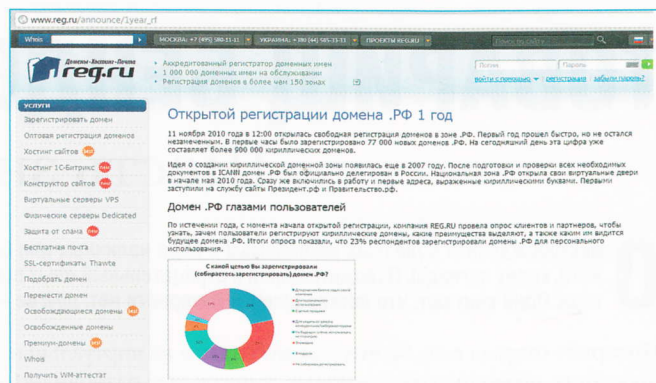 www.reg.ru/announce/1year_rf
Whois
МОСКВА: +7 (495) 580-11-11
УКРАИНА: +380 (44) 585-33-33
ПРОЕКТЫ REG.RU
Домены-Хостинг-Почта
reg.ru
Аккредитованный регистратор доменных имен
1 000 000 доменных имен на обслуживании
Регистрация доменов в более чем 150 зонах
Логин
Пароль
войти с помощью
регистрация
забыли пароль?
УСЛУГИ
Зарегистрировать домен
Оптовая регистрация доменов
Хостинг сайтов
Хостинг 1С-Битрикс
Конструктор сайтов
Виртуальные серверы VPS
Физические серверы Dedicated
Защита от спама
Бесплатная почта
SSL-сертификаты Thawte
Подобрать домен
Перенести домен
Освобождающиеся домены
Освобожденные домены
Премиум-домены
Whois
Получить WM-аттестат
Открытой регистрации домена .РФ 1 год
11 ноября 2010 года в 12:00 открылась свободная регистрация доменов в зоне .РФ. Первый год прошел быстро, но не остался
незамеченным. В первые часы было зарегистрировано 77 000 новых доменов .РФ. На сегодняшний день эта цифра уже
составляет более 900 000 кириллических доменов.
Идея о создании кириллической доменной зоны появилась еще в 2007 году. После подготовки и проверки всех необходимых
документов в ICANN домен .РФ был официально делегирован в России. Национальная зона .РФ открыла свои виртуальные двери
в начале мая 2010 года. Сразу же включились в работу и первые адреса, выраженные кириллическими буквами. Первыми
заступили на службу сайты Президент.рф и Правительство.рф.
Домен .РФ глазами пользователей
По истечении года, с момента начала открытой регистрации, компания REG.RU провела опрос клиентов и партнеров, чтобы
узнать, зачем пользователи регистрируют кириллические домены, какие преимущества выделяют, а также каким им видится
будущее домена .РФ. Итоги опроса показали, что 23% респондентов зарегистрировали домены .РФ для персонального
использования.
С какой целью Вы зарегистрировали
(собираетесь зарегистрировать) домен .РФ?